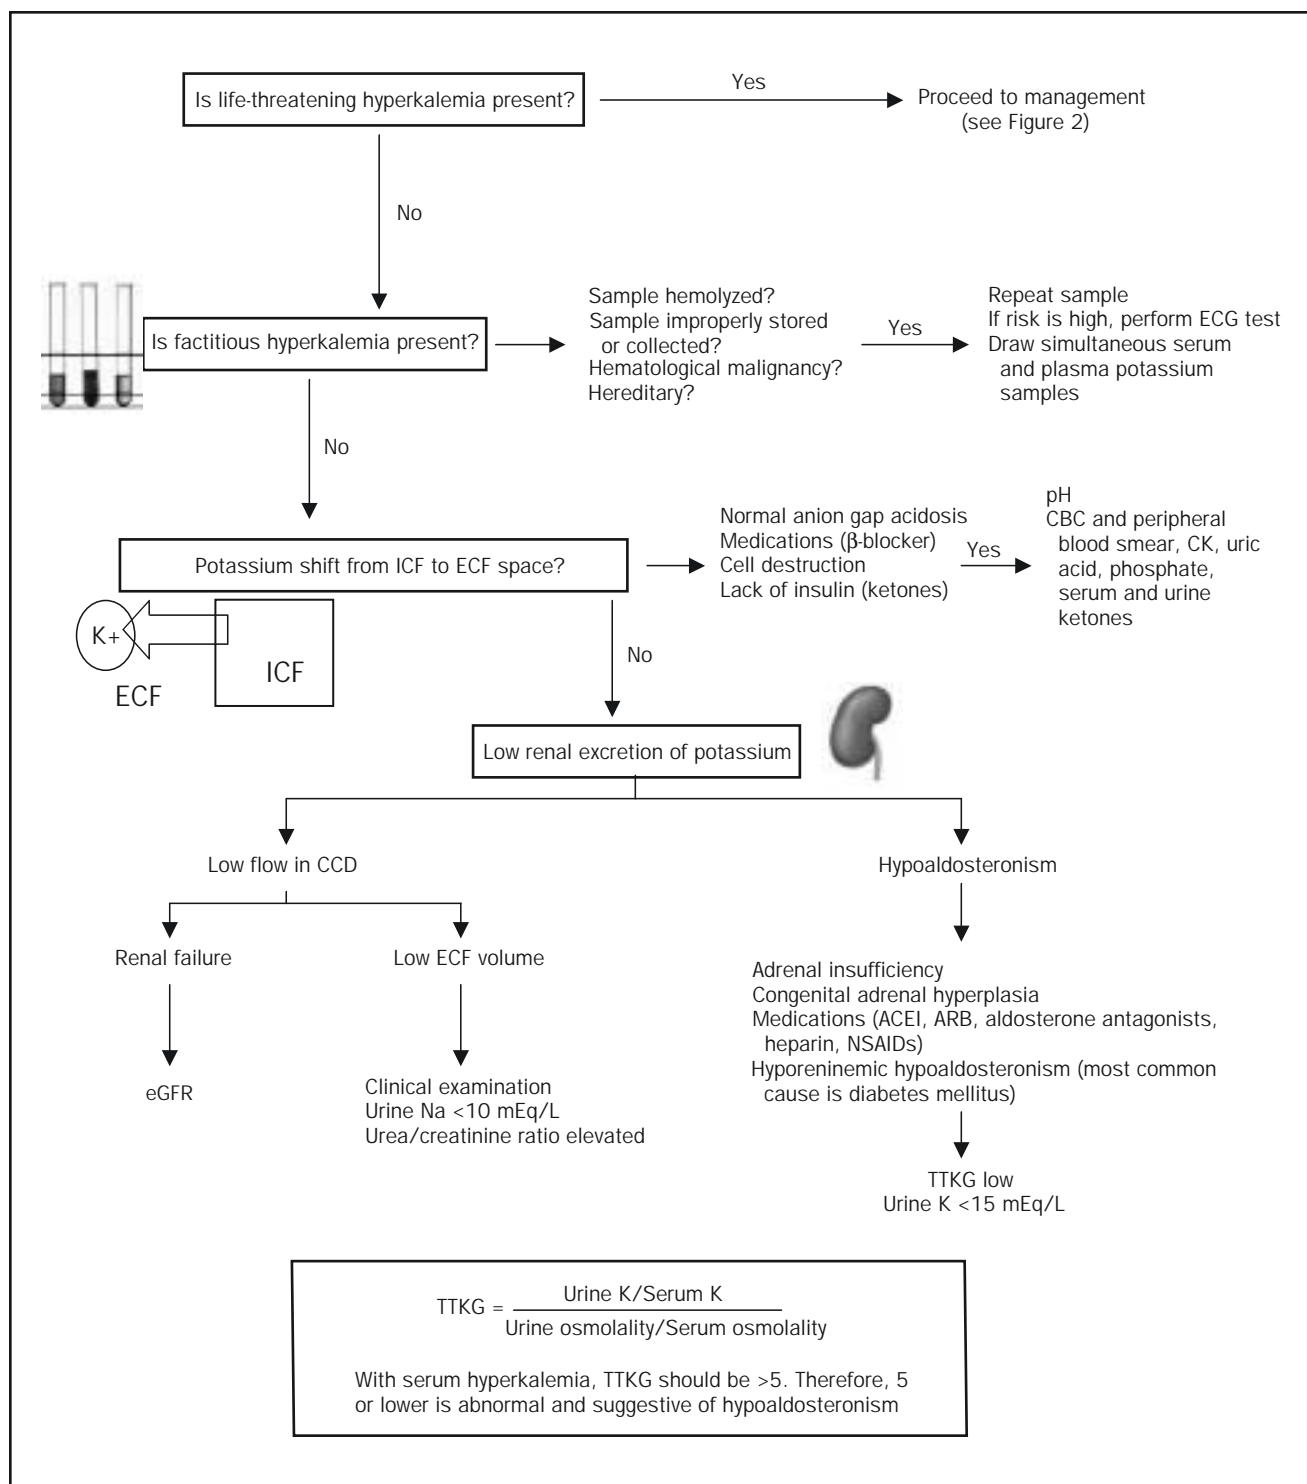 Is life-threatening hyperkalemia present?
Yes
Proceed to management
(see Figure 2)
No
Is factitious hyperkalemia present?
Sample hemolyzed?
Sample improperly stored
or collected?
Hematological malignancy?
Hereditary?
Yes
Repeat sample
If risk is high, perform ECG test
Draw simultaneous serum
and plasma potassium
samples
No
Potassium shift from ICF to ECF space?
Normal anion gap acidosis
Medications (β-blocker)
Cell destruction
Lack of insulin (ketones)
Yes
pH
CBC and peripheral
blood smear, CK, uric
acid, phosphate,
serum and urine
ketones
K+
ICF
ECF
No
Low renal excretion of potassium
Low flow in CCD
Hypoaldosteronism
Renal failure
Low ECF volume
eGFR
Clinical examination
Urine Na <10 mEq/L
Urea/creatinine ratio elevated
Adrenal insufficiency
Congenital adrenal hyperplasia
Medications (ACEI, ARB, aldosterone antagonists,
heparin, NSAIDs)
Hyporeninemic hypoaldosteronism (most common
cause is diabetes mellitus)
TTKG low
Urine K <15 mEq/L
TTKG = Urine K/Serum K
Urine osmolality/Serum osmolality
With serum hyperkalemia, TTKG should be >5. Therefore, 5
or lower is abnormal and suggestive of hypoaldosteronism